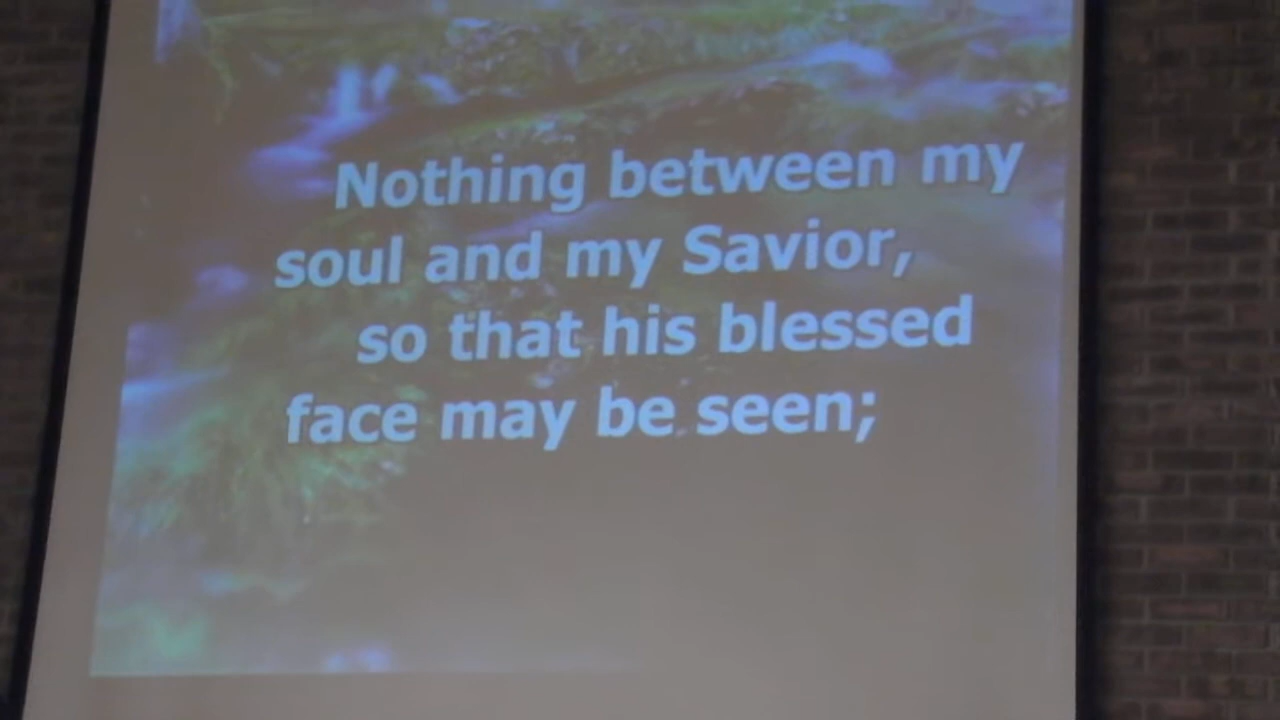 Nothing between my
soul and my Savior,
so that his blessed
face may be seen;